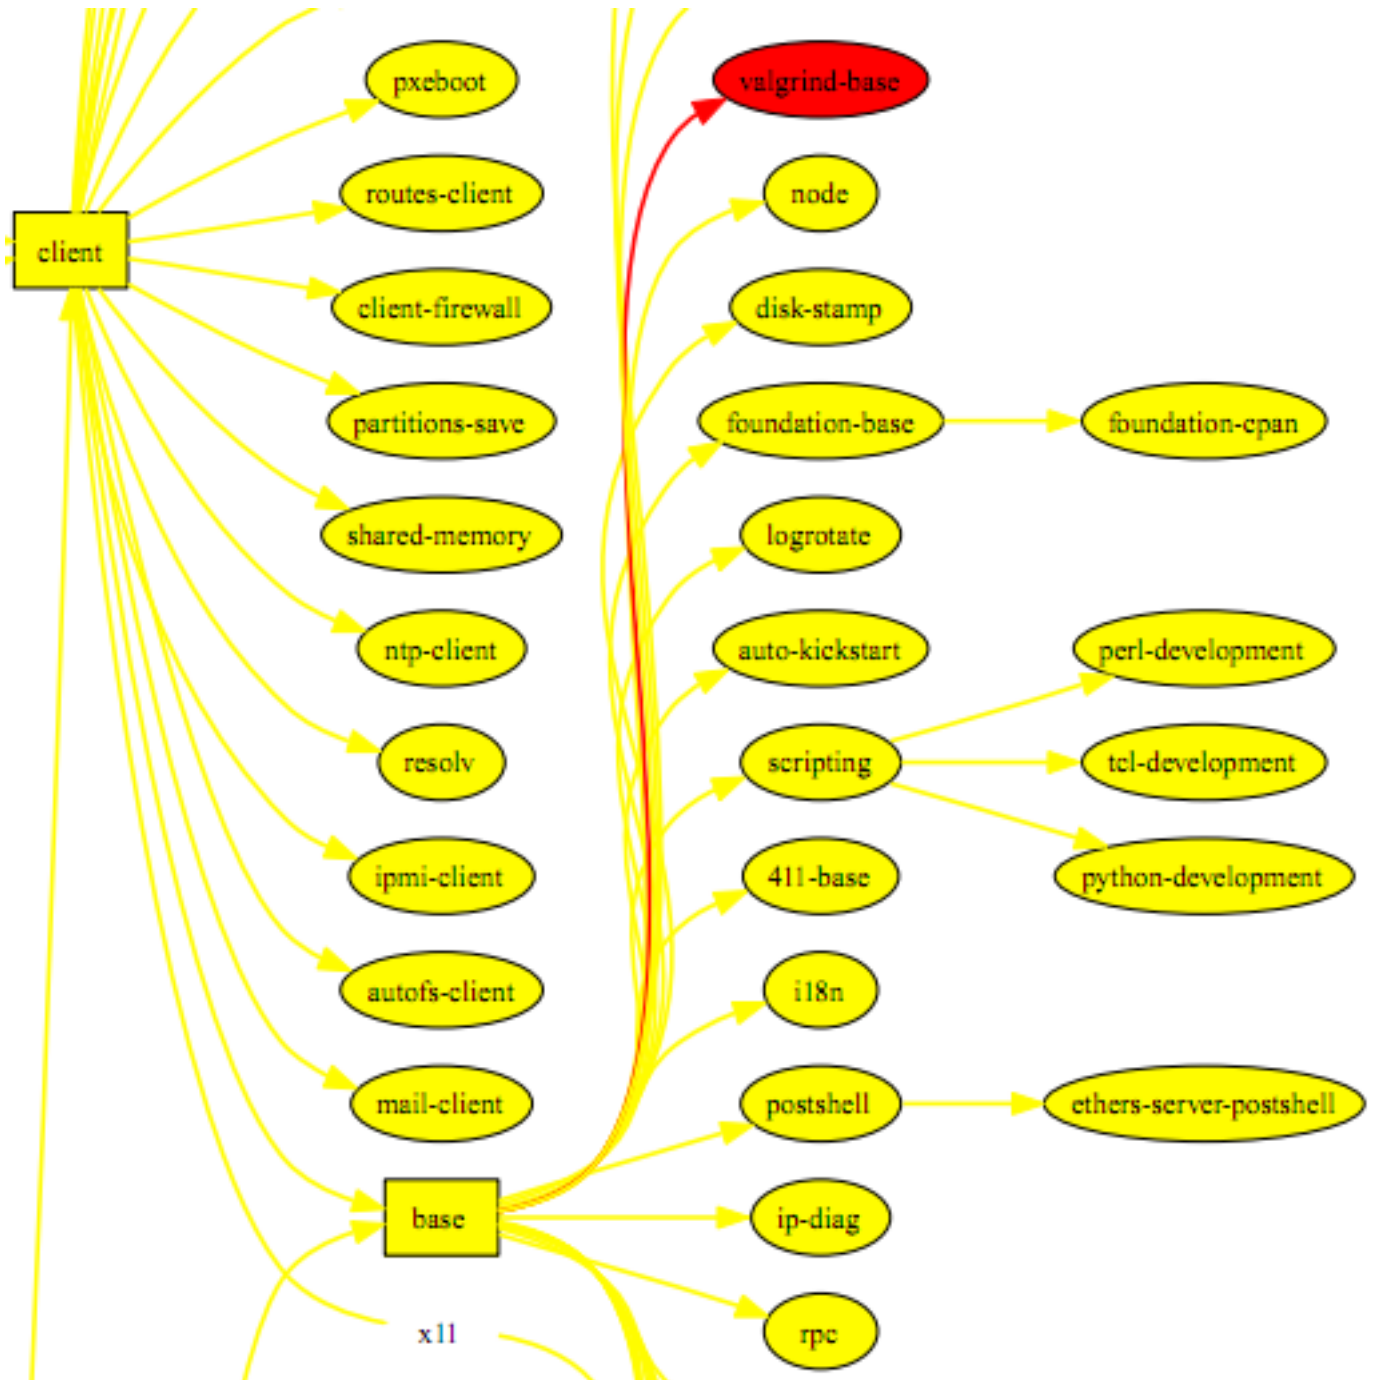 pxeboot
valgrind-base
routes-client
node
client
client-firewall
disk-stamp
partitions-save
foundation-base
foundation-cpan
shared-memory
logrotate
ntp-client
auto-kickstart
perl-development
resolv
scripting
tcl-development
ipmi-client
411-base
python-development
autofs-client
i18n
mail-client
postshell
ethers-server-postshell
base
ip-diag
x11
rpc